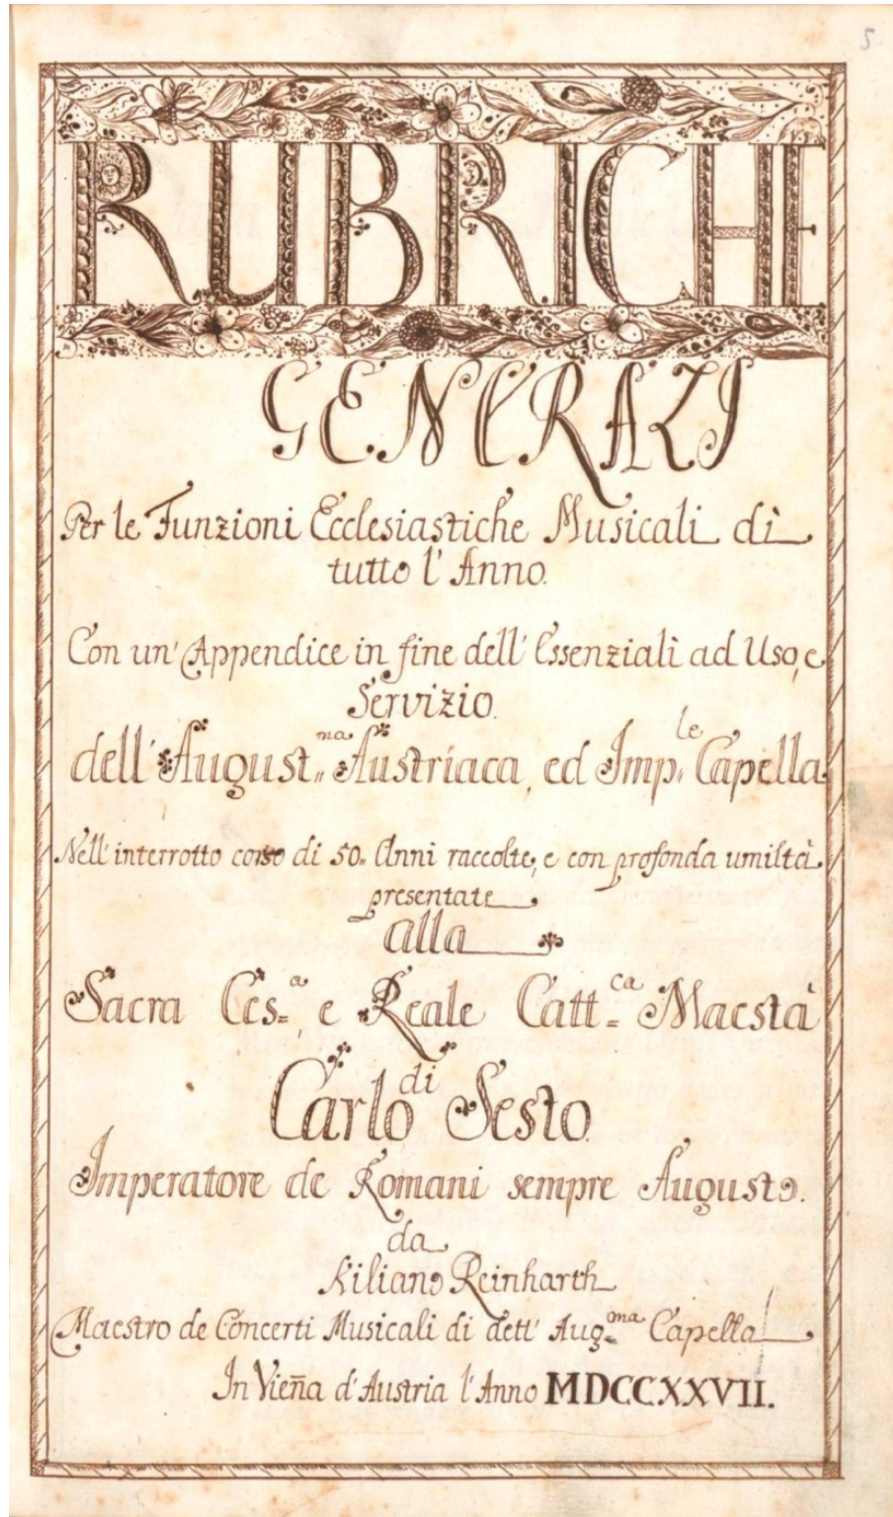 5
RUBRICHE
GENERALI
Per le Funzioni Ecclesiastiche Musicali di
tutto l' Anno.
Con un' Appendice in fine dell' Essenziali ad Uso, e
Servizio.
dell' August,,ma Austriaca, ed Imp.le Capella.
Nell' interrotto corso di 50. Anni raccolte, e con profonda umiltà
presentate
alla
Sacra Ces=a, e Reale Catt=ca Maestà
di
Carlo Sesto.
Imperatore de Romani sempre Augusto.
da
Kiliano Reinharth
Maestro de Concerti Musicali di dett' Aug.ma Capella
In Vieña d'Austria l'Anno MDCCXXVII.